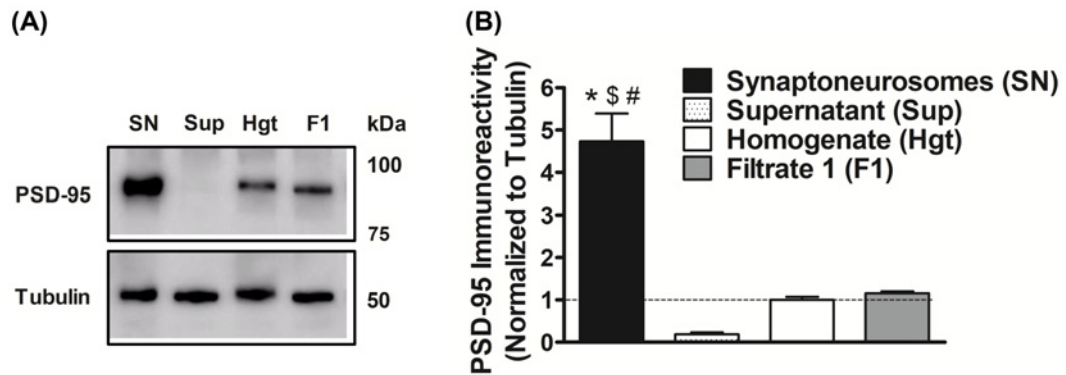 (A)
SN Sup Hgt F1 kDa
PSD-95
100
75
Tubulin
50
(B)
PSD-95 Immunoreactivity
(Normalized to Tubulin)
6
5
4
3
2
1
0
* $ #
Synaptoneurosomes (SN)
Supernatant (Sup)
Homogenate (Hgt)
Filtrate 1 (F1)